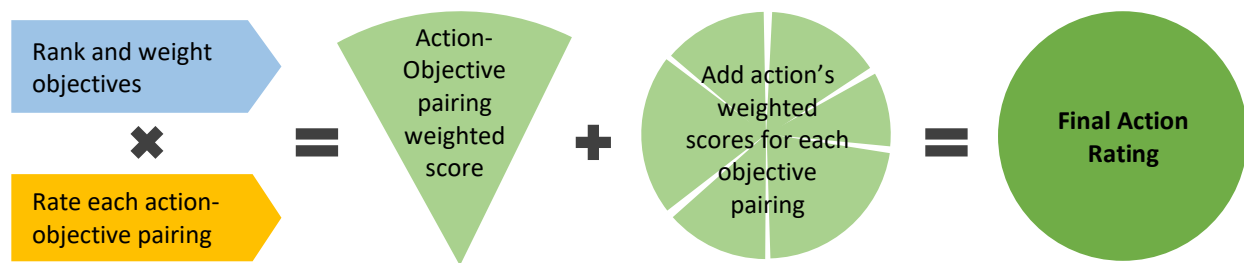 Rank and weight
objectives
Rate each action-
objective pairing
Action-
Objective
pairing
weighted
score
Add action’s
weighted
scores for each
objective
pairing
Final Action
Rating